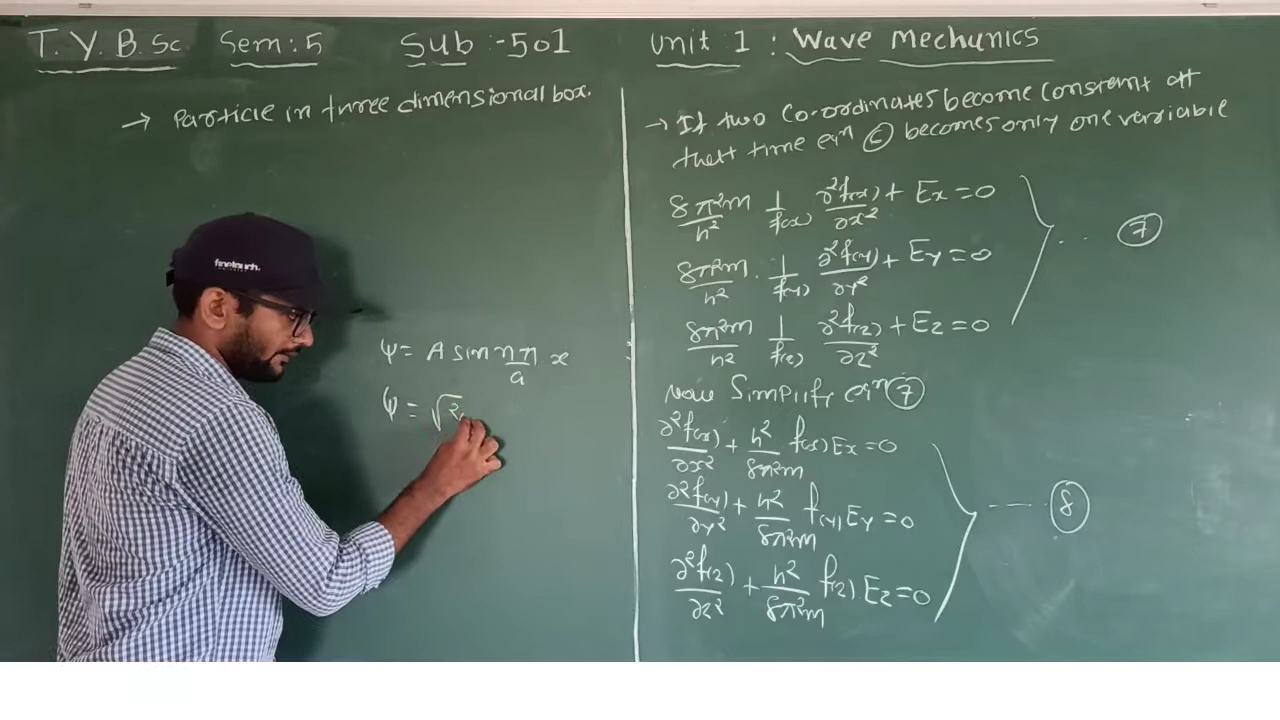 T.Y.B.Sc Sem:5 Sub:-501 Unit 1 : Wave Mechanics
→ Particle in three dimensional box.
finetouch.
ψ = A sin nπ/a x
ψ = √2
→ If two Co-ordinates become constant at
that time eqn ⑥ becomes only one variable
8π²m/h² 1/f(x) ∂²f(x)/∂x² + Ex = 0
8π²m/h² . 1/f(y) ∂²f(y)/∂y² + Ey = 0 } . . . ⑦
8π²m/h² 1/f(z) ∂²f(z)/∂z² + Ez = 0
Now Simplify eqn ⑦
∂²f(x)/∂x² + h²/8π²m f(x) Ex = 0
∂²f(y)/∂y² + h²/8π²m f(y) Ey = 0 } --- ⑧
∂²f(z)/∂z² + h²/8π²m f(z) Ez = 0